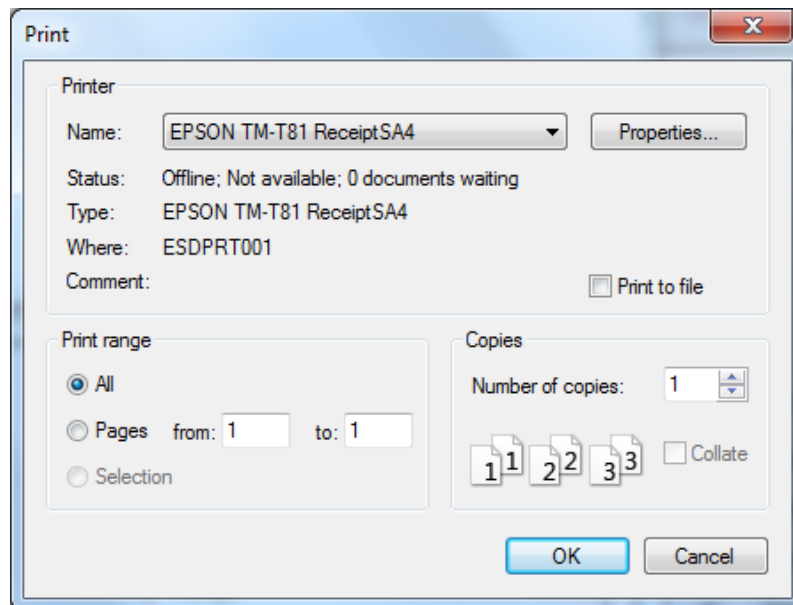 Print
Printer
Name: EPSON TM-T81 ReceiptSA4 Properties...
Status: Offline; Not available; 0 documents waiting
Type: EPSON TM-T81 ReceiptSA4
Where: ESDPRT001
Comment: Print to file
Print range
All
Pages from: 1 to: 1
Selection
Copies
Number of copies: 1
1 1 2 2 3 3 Collate
OK Cancel